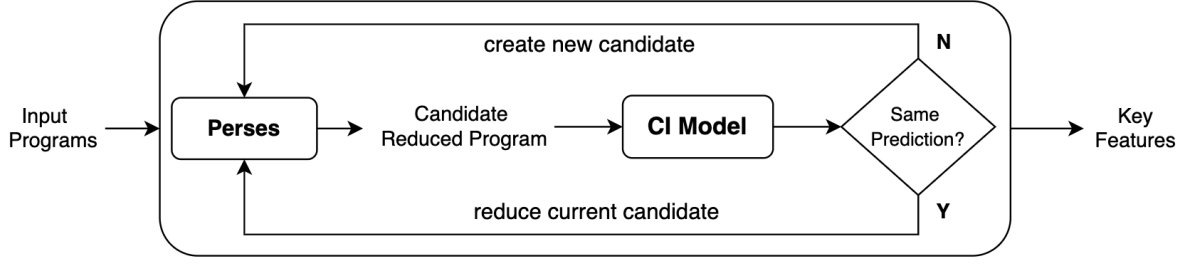 create new candidate
N
Input
Programs
Perses
Candidate
Reduced Program
CI Model
Same
Prediction?
Key
Features
reduce current candidate
Y